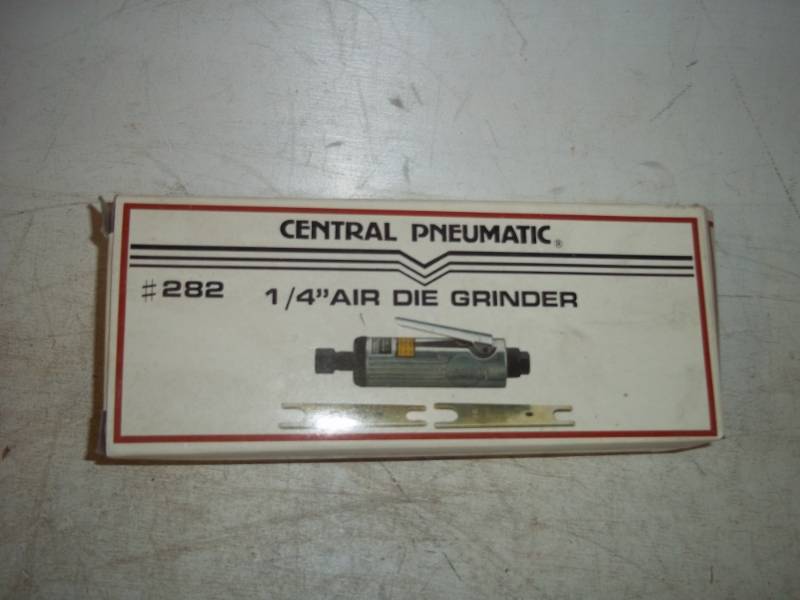 CENTRAL PNEUMATIC®
#282
1/4" AIR DIE GRINDER